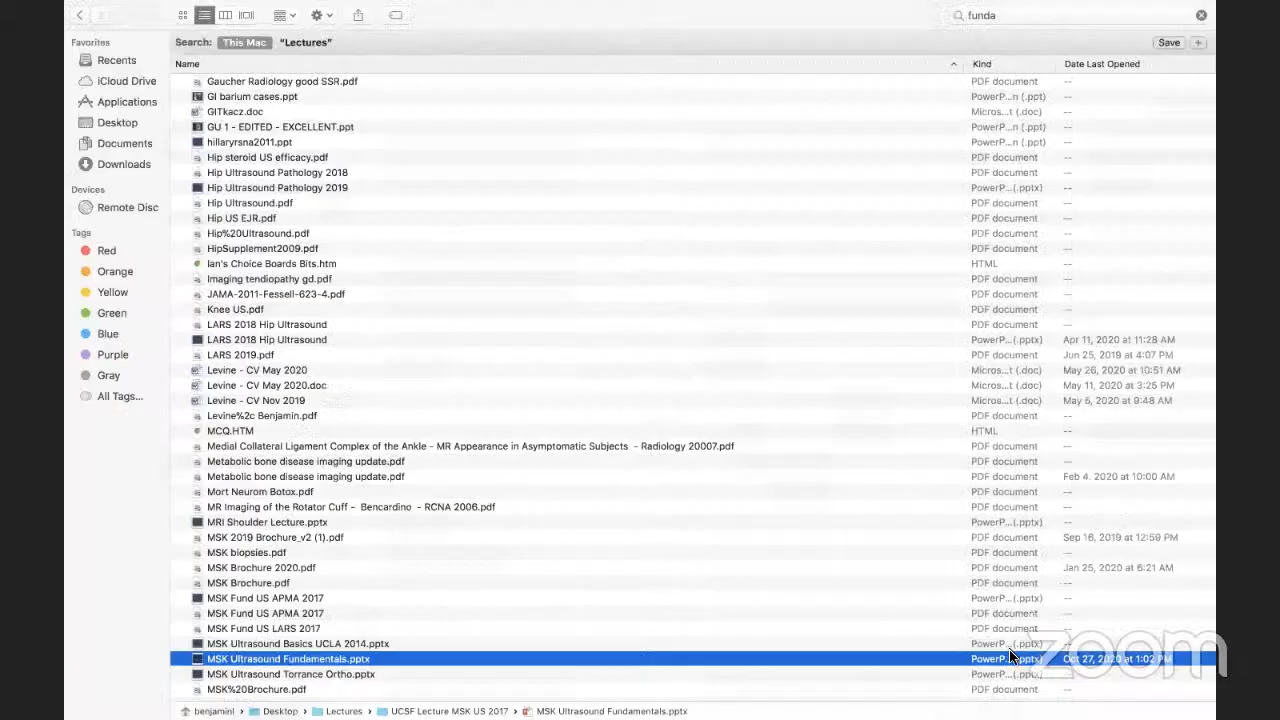 funda
Search: This Mac "Lectures" Save +
Name Kind Date Last Opened
Favorites
Recents
iCloud Drive
Applications
Desktop
Documents
Downloads
Devices
Remote Disc
Tags
Red
Orange
Yellow
Green
Blue
Purple
Gray
All Tags...
Gaucher Radiology good SSR.pdf PDF document --
GI barium cases.ppt PowerP...n (.ppt) --
GITkacz.doc Micros...t (.doc) --
GU 1 - EDITED - EXCELLENT.ppt PowerP...n (.ppt) --
hillaryrsna2011.ppt PowerP...n (.ppt) --
Hip steroid US efficacy.pdf PDF document --
Hip Ultrasound Pathology 2018 PDF document --
Hip Ultrasound Pathology 2019 PowerP...(.pptx) --
Hip Ultrasound.pdf PDF document --
Hip US EJR.pdf PDF document --
Hip%20Ultrasound.pdf PDF document --
HipSupplement2009.pdf PDF document --
Ian's Choice Boards Bits.htm HTML --
Imaging tendiopathy gd.pdf PDF document --
JAMA-2011-Fessell-623-4.pdf PDF document --
Knee US.pdf PDF document --
LARS 2018 Hip Ultrasound PDF document --
LARS 2018 Hip Ultrasound PowerP...(.pptx) Apr 11, 2020 at 11:28 AM
LARS 2019.pdf PDF document Jun 25, 2019 at 4:07 PM
Levine - CV May 2020 Micros...t (.doc) May 26, 2020 at 10:51 AM
Levine - CV May 2020.doc Micros...t (.doc) May 11, 2020 at 3:25 PM
Levine - CV Nov 2019 Micros...t (.doc) May 5, 2020 at 9:48 AM
Levine%2c Benjamin.pdf PDF document --
MCQ.HTM HTML --
Medial Collateral Ligament Complex of the Ankle - MR Appearance in Asymptomatic Subjects - Radiology 20007.pdf PDF document --
Metabolic bone disease imaging update.pdf PDF document --
Metabolic bone disease imaging update.pdf PDF document Feb 4, 2020 at 10:00 AM
Mort Neurom Botox.pdf PDF document --
MR Imaging of the Rotator Cuff - Bencardino - RCNA 2006.pdf PDF document --
MRI Shoulder Lecture.pptx PowerP...(.pptx) --
MSK 2019 Brochure_v2 (1).pdf PDF document Sep 16, 2019 at 12:59 PM
MSK biopsies.pdf PDF document --
MSK Brochure 2020.pdf PDF document Jan 25, 2020 at 6:21 AM
MSK Brochure.pdf PDF document --
MSK Fund US APMA 2017 PowerP...(.pptx) --
MSK Fund US APMA 2017 PDF document --
MSK Fund US LARS 2017 PDF document --
MSK Ultrasound Basics UCLA 2014.pptx PowerP...(.pptx) --
MSK Ultrasound Fundamentals.pptx PowerP...(.pptx) Oct 27, 2020 at 1:02 PM
MSK Ultrasound Torrance Ortho.pptx PowerP...(.pptx) --
MSK%20Brochure.pdf PDF document --
zoom
benjaminl › Desktop › Lectures › UCSF Lecture MSK US 2017 › MSK Ultrasound Fundamentals.pptx